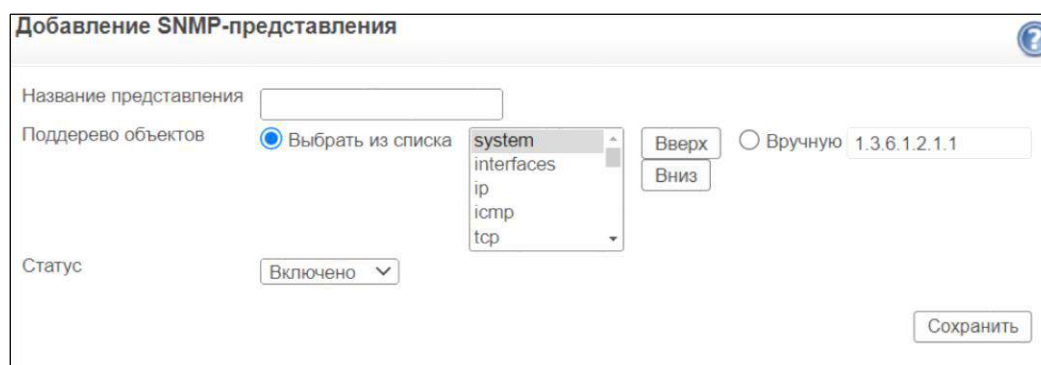 Добавление SNMP-представления
?
Название представления
Поддерево объектов
Выбрать из списка
system
interfaces
ip
icmp
tcp
Вверх
Вниз
Вручную 1.3.6.1.2.1.1
Статус
Включено
Сохранить